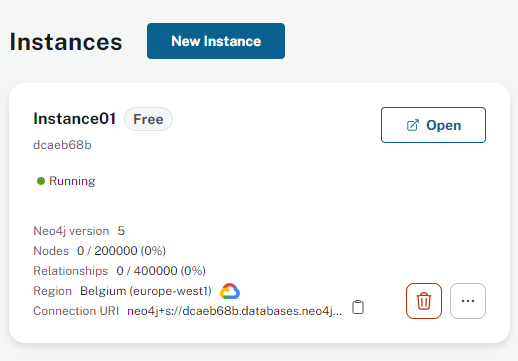 Instances New Instance
Instance01 Free
Open
dcaeb68b
Running
Neo4j version 5
Nodes 0 / 200000 (0%)
Relationships 0 / 400000 (0%)
Region Belgium (europe-west1)
Connection URI neo4j+s://dcaeb68b.databases.neo4j...
...